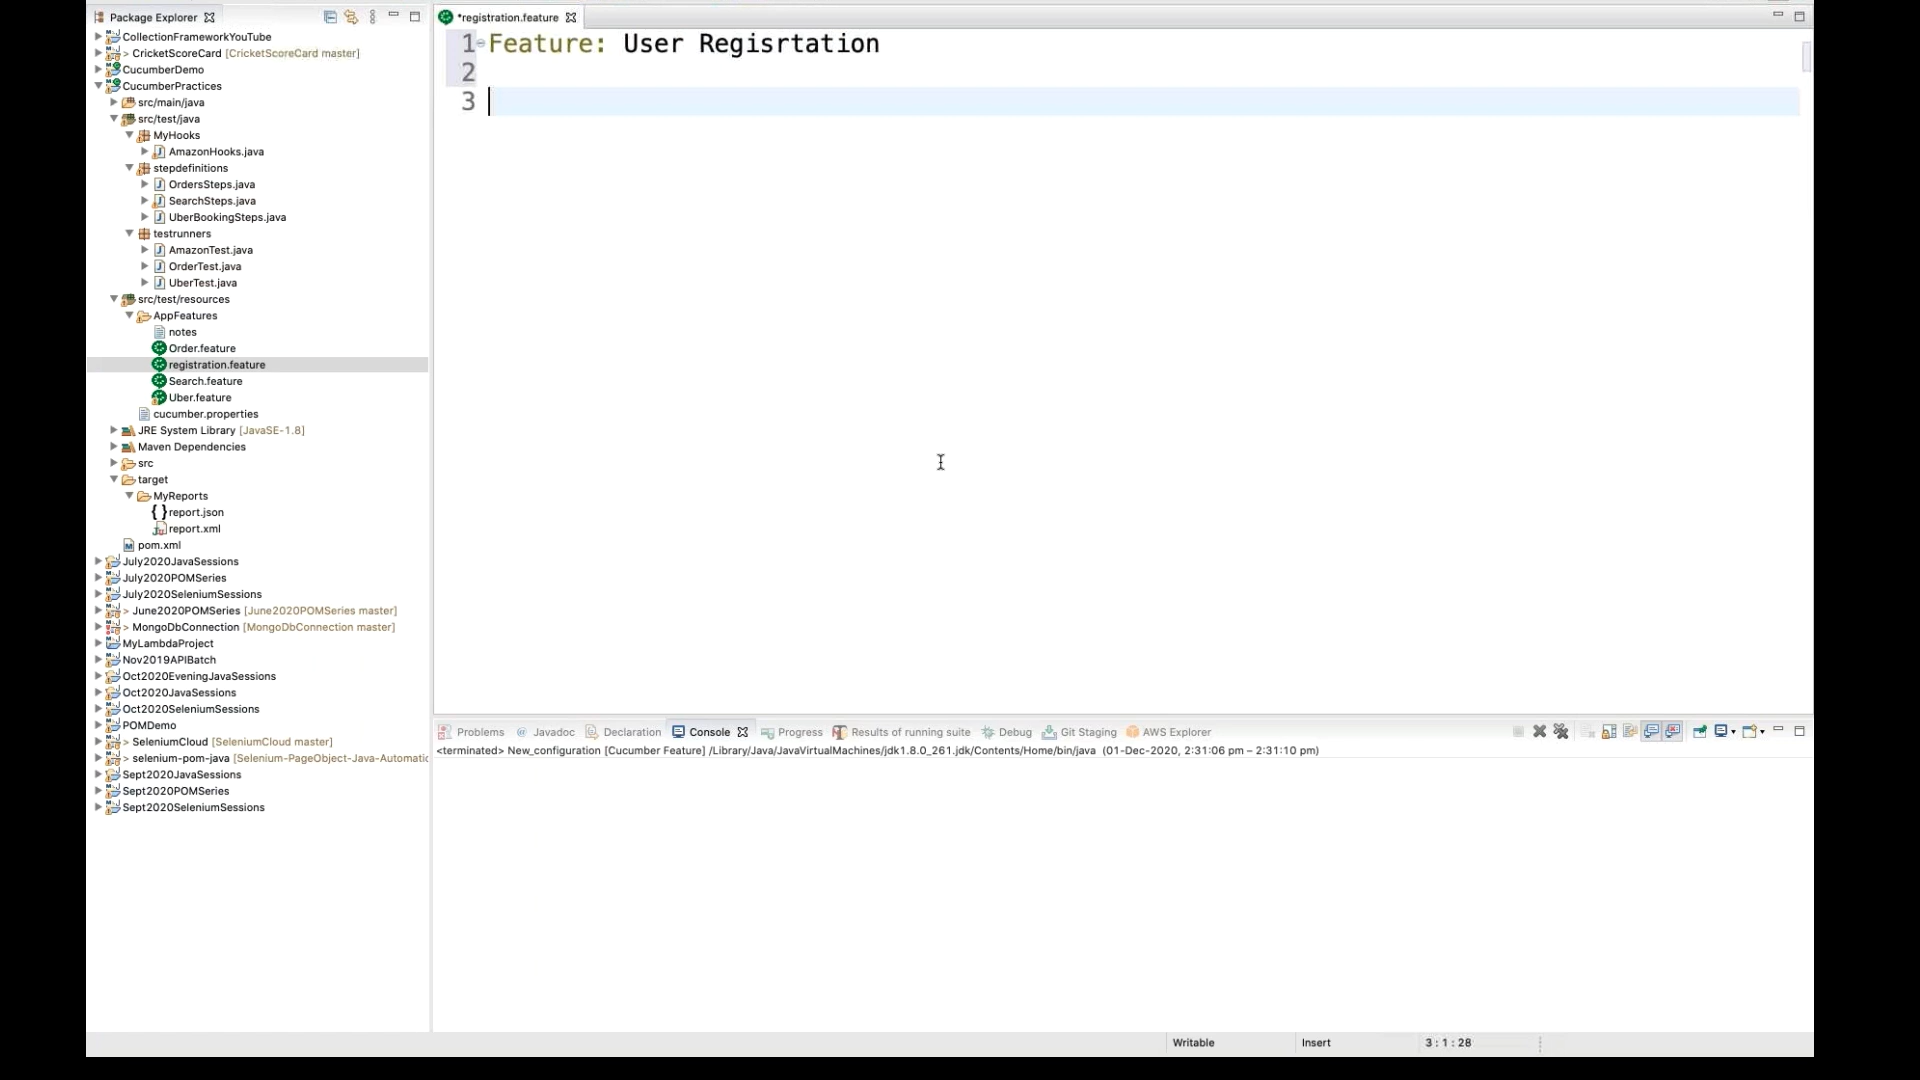 Package Explorer
CollectionFrameworkYouTube
> CricketScoreCard [CricketScoreCard master]
CucumberDemo
CucumberPractices
src/main/java
src/test/java
MyHooks
AmazonHooks.java
stepdefinitions
OrdersSteps.java
SearchSteps.java
UberBookingSteps.java
testrunners
AmazonTest.java
OrderTest.java
UberTest.java
src/test/resources
AppFeatures
notes
Order.feature
registration.feature
Search.feature
Uber.feature
cucumber.properties
JRE System Library [JavaSE-1.8]
Maven Dependencies
src
target
MyReports
report.json
report.xml
pom.xml
July2020JavaSessions
July2020POMSeries
July2020SeleniumSessions
> June2020POMSeries [June2020POMSeries master]
> MongoDbConnection [MongoDbConnection master]
MyLambdaProject
Nov2019APIBatch
Oct2020EveningJavaSessions
Oct2020JavaSessions
Oct2020SeleniumSessions
POMDemo
> SeleniumCloud [SeleniumCloud master]
> selenium-pom-java [Selenium-PageObject-Java-Automatic
Sept2020JavaSessions
Sept2020POMSeries
Sept2020SeleniumSessions
*registration.feature
1 Feature: User Regisrtation
2
3
Problems @ Javadoc Declaration Console Progress Results of running suite Debug Git Staging AWS Explorer
<terminated> New_configuration [Cucumber Feature] /Library/Java/JavaVirtualMachines/jdk1.8.0_261.jdk/Contents/Home/bin/java (01-Dec-2020, 2:31:06 pm – 2:31:10 pm)
Writable Insert 3 : 1 : 28